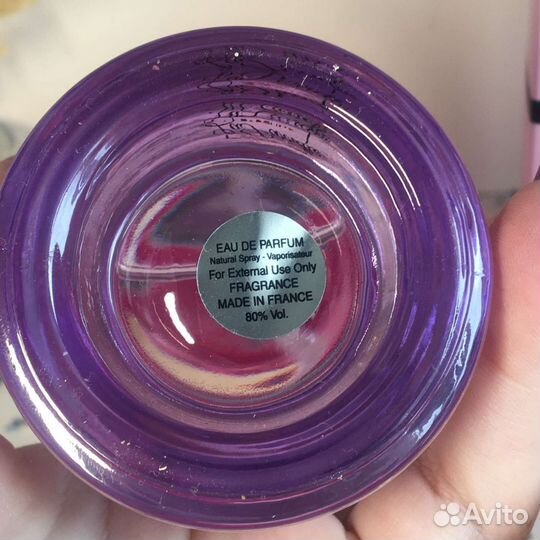 EAU DE PARFUM
Natural Spray - Vaporisateur
For External Use Only
FRAGRANCE
MADE IN FRANCE
80% Vol.
Avito